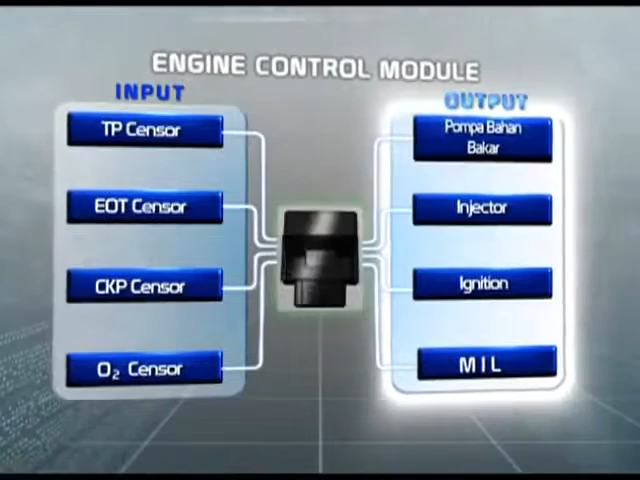 ENGINE CONTROL MODULE
INPUT
OUTPUT
TP Censor
EOT Censor
CKP Censor
O₂ Censor
Pompa Bahan
Bakar
Injector
Ignition
MIL